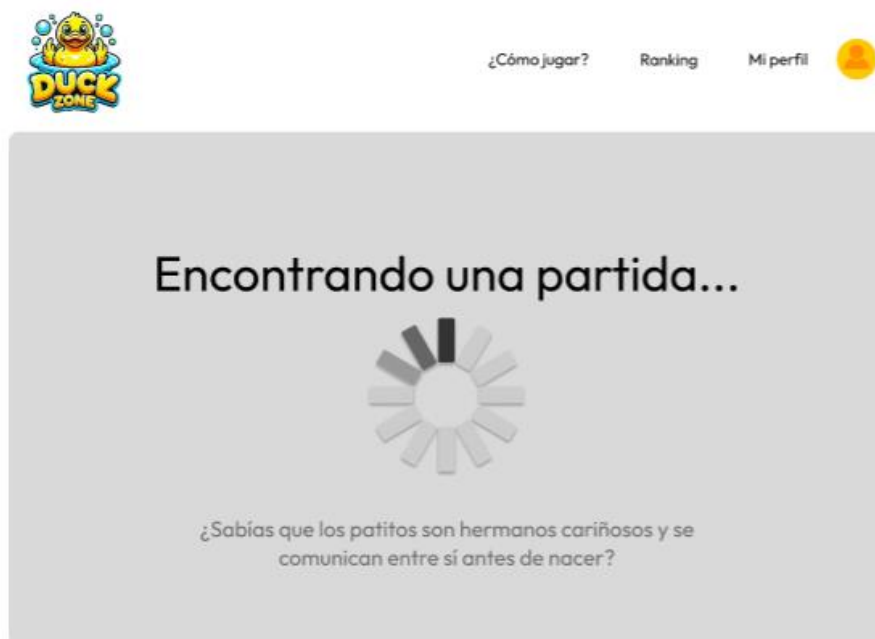 DUCK
ZONE
¿Cómo jugar? Ranking Mi perfil
Encontrando una partida...
¿Sabías que los patitos son hermanos cariñosos y se
comunican entre sí antes de nacer?